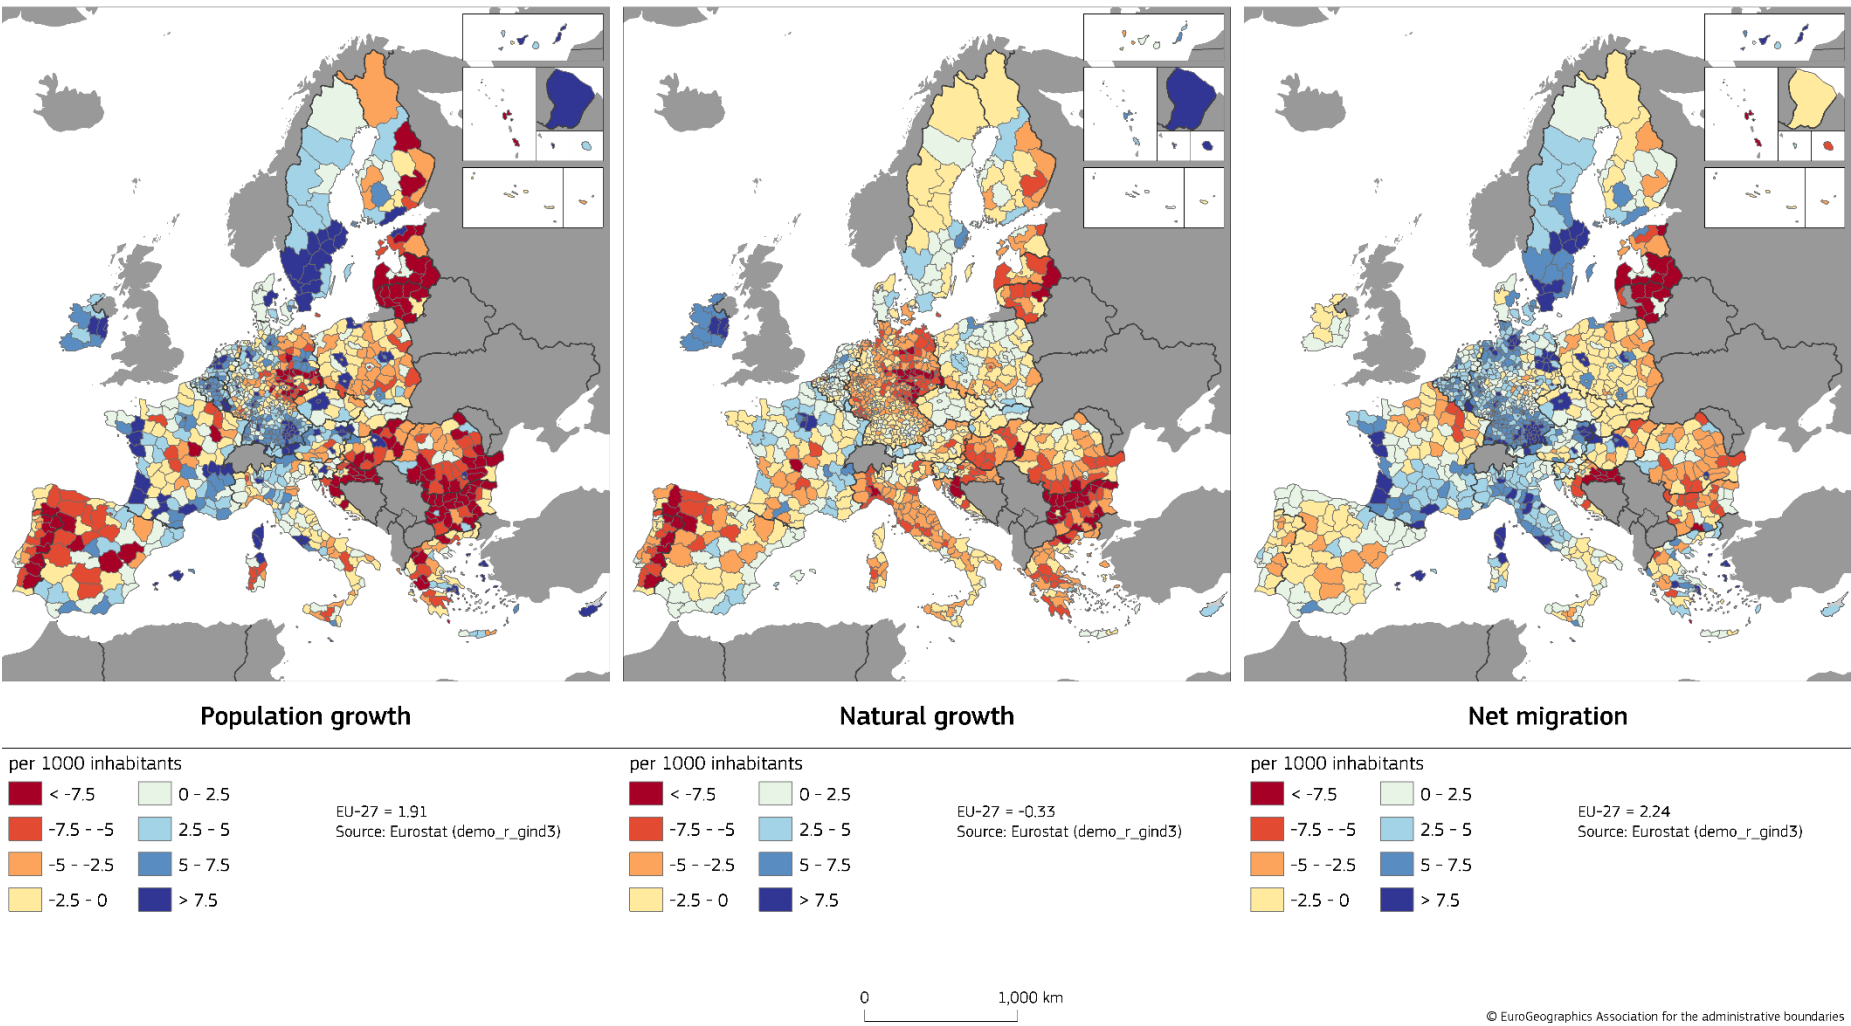 Population growth
Natural growth
Net migration
per 1000 inhabitants
< -7.5
0 - 2.5
-7.5 - -5
2.5 - 5
-5 - -2.5
5 - 7.5
-2.5 - 0
> 7.5
EU-27 = 1.91
Source: Eurostat (demo_r_gind3)
per 1000 inhabitants
< -7.5
0 - 2.5
-7.5 - -5
2.5 - 5
-5 - -2.5
5 - 7.5
-2.5 - 0
> 7.5
EU-27 = -0.33
Source: Eurostat (demo_r_gind3)
per 1000 inhabitants
< -7.5
0 - 2.5
-7.5 - -5
2.5 - 5
-5 - -2.5
5 - 7.5
-2.5 - 0
> 7.5
EU-27 = 2.24
Source: Eurostat (demo_r_gind3)
0 1,000 km
© EuroGeographics Association for the administrative boundaries